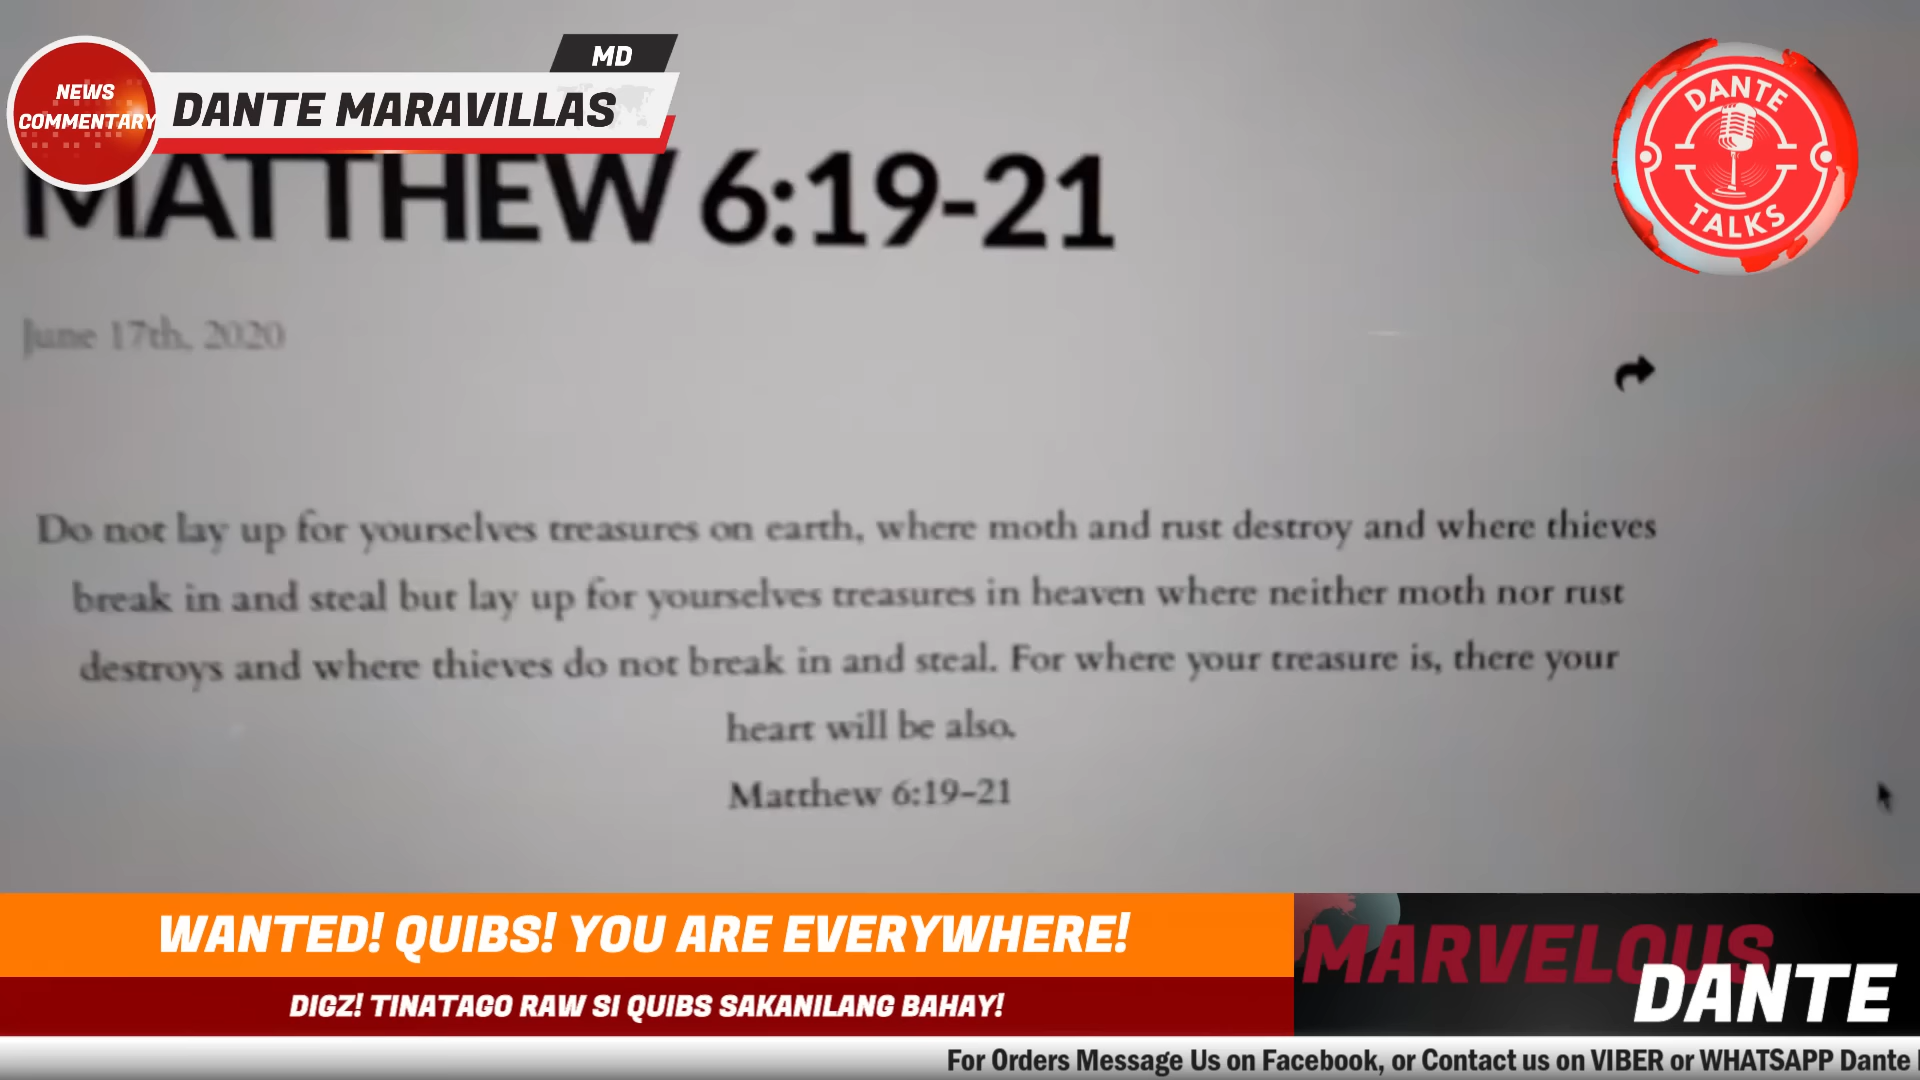 MD
NEWS
COMMENTARY
DANTE MARAVILLAS
DANTE
TALKS
MATTHEW 6:19-21
June 17th, 2020
Do not lay up for yourselves treasures on earth, where moth and rust destroy and where thieves
break in and steal but lay up for yourselves treasures in heaven where neither moth nor rust
destroys and where thieves do not break in and steal. For where your treasure is, there your
heart will be also.
Matthew 6:19-21
WANTED! QUIBS! YOU ARE EVERYWHERE!
DIGZ! TINATAGO RAW SI QUIBS SAKANILANG BAHAY!
MARVELOUS
DANTE
For Orders Message Us on Facebook, or Contact us on VIBER or WHATSAPP Dante